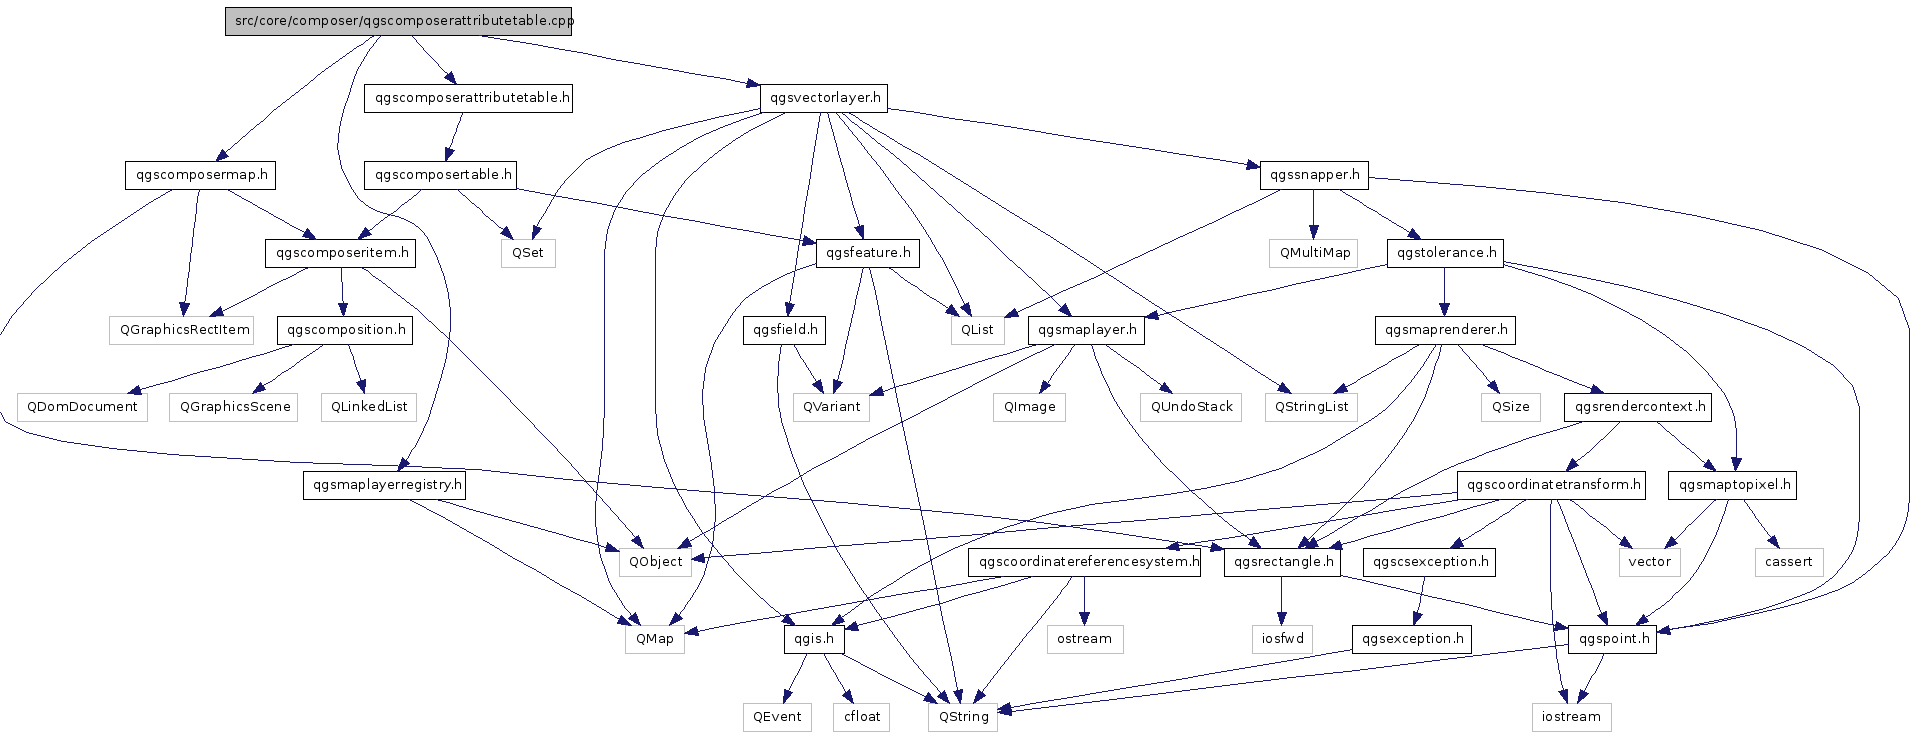 src/core/composer/qgscomposerattributetable.cpp
qgscomposerattributetable.h
qgsvectorlayer.h
qgscomposermap.h
qgscomposertable.h
qgssnapper.h
qgscomposeritem.h
QSet
qgsfeature.h
QMultiMap
qgstolerance.h
QGraphicsRectItem
qgscomposition.h
qgsfield.h
QList
qgsmaplayer.h
qgsmaprenderer.h
QDomDocument
QGraphicsScene
QLinkedList
QVariant
QImage
QUndoStack
QStringList
QSize
qgsrendercontext.h
qgsmaplayerregistry.h
qgscoordinatetransform.h
qgsmaptopixel.h
QObject
qgscoordinatereferencesystem.h
qgsrectangle.h
qgscsexception.h
vector
cassert
QMap
qgis.h
ostream
iosfwd
qgsexception.h
qgspoint.h
QEvent
cfloat
QString
iostream